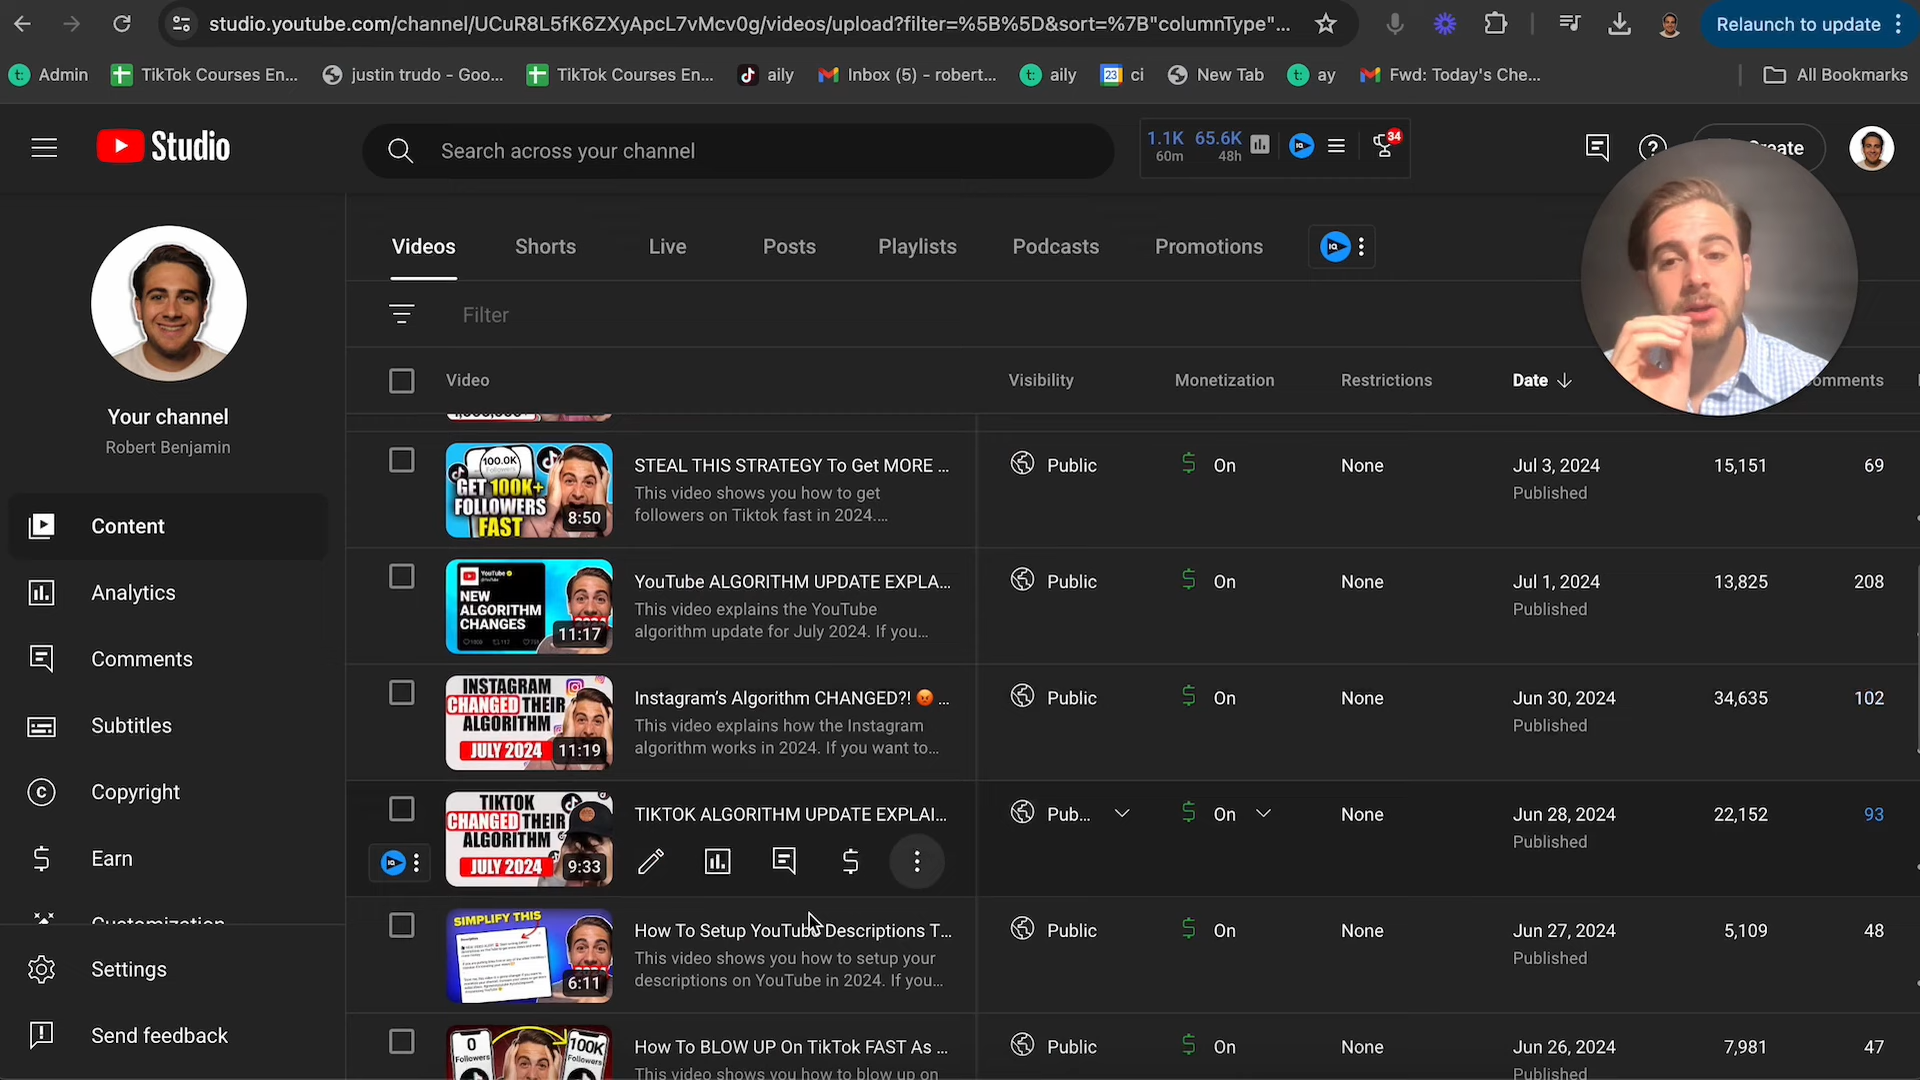 studio.youtube.com/channel/UCuR8L5fK6ZXyApcL7vMcv0g/videos/upload?filter=%5B%5D&sort=%7B"columnType"...
Relaunch to update
Admin
TikTok Courses En...
justin trudo - Goo...
TikTok Courses En...
aily
Inbox (5) - robert...
aily
23
ci
New Tab
ay
Fwd: Today's Che...
All Bookmarks
Studio
Search across your channel
1.1K
60m
65.6K
48h
34
Your channel
Robert Benjamin
Content
Analytics
Comments
Subtitles
Copyright
Earn
Customization
Settings
Send feedback
Videos
Shorts
Live
Posts
Playlists
Podcasts
Promotions
Filter
Video
Visibility
Monetization
Restrictions
Date
100.0K
Followers
GET 100K+
FOLLOWERS
FAST
8:50
STEAL THIS STRATEGY To Get MORE ...
This video shows you how to get
followers on Tiktok fast in 2024....
Public
On
None
Jul 3, 2024
Published
15,151
69
YouTube
NEW
ALGORITHM
CHANGES
11:17
YouTube ALGORITHM UPDATE EXPLA...
This video explains the YouTube
algorithm update for July 2024. If you...
Public
On
None
Jul 1, 2024
Published
13,825
208
INSTAGRAM
CHANGED THEIR
ALGORITHM
JULY 2024
11:19
Instagram’s Algorithm CHANGED?! 😡 ...
This video explains how the Instagram
algorithm works in 2024. If you want to...
Public
On
None
Jun 30, 2024
Published
34,635
102
TIKTOK
CHANGED THEIR
ALGORITHM
JULY 2024
9:33
TIKTOK ALGORITHM UPDATE EXPLAI...
Pub...
On
None
Jun 28, 2024
Published
22,152
93
SIMPLIFY THIS
6:11
How To Setup YouTube Descriptions T...
This video shows you how to setup your
descriptions on YouTube in 2024. If you...
Public
On
None
Jun 27, 2024
Published
5,109
48
0
Followers
100K
Followers
How To BLOW UP On TikTok FAST As ...
This video shows you how to blow up on
Public
On
None
Jun 26, 2024
Published
7,981
47